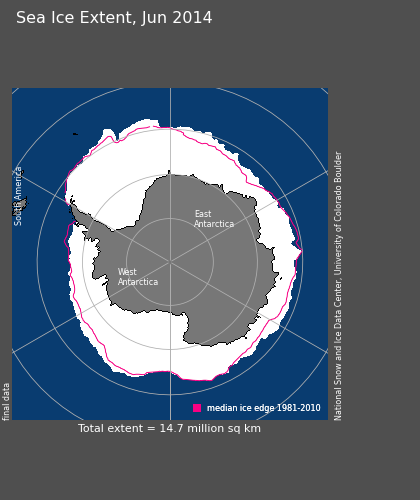 Sea Ice Extent, Jun 2014
South America
East
Antarctica
West
Antarctica
National Snow and Ice Data Center, University of Colorado Boulder
final data
median ice edge 1981-2010
Total extent = 14.7 million sq km